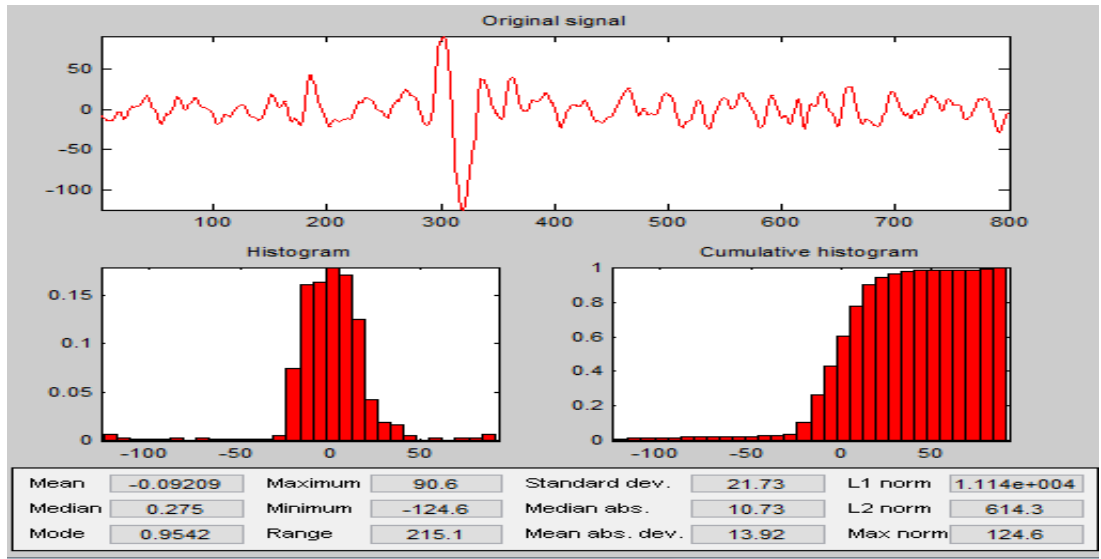 Original signal
50
0
-50
-100
100 200 300 400 500 600 700 800
Histogram Cumulative histogram
0.15
0.1
0.05
0
-100 -50 0 50
1
0.8
0.6
0.4
0.2
0
-100 -50 0 50
Mean -0.09209 Maximum 90.6 Standard dev. 21.73 L1 norm 1.114e+004
Median 0.275 Minimum -124.6 Median abs. 10.73 L2 norm 614.3
Mode 0.9542 Range 215.1 Mean abs. dev. 13.92 Max norm 124.6